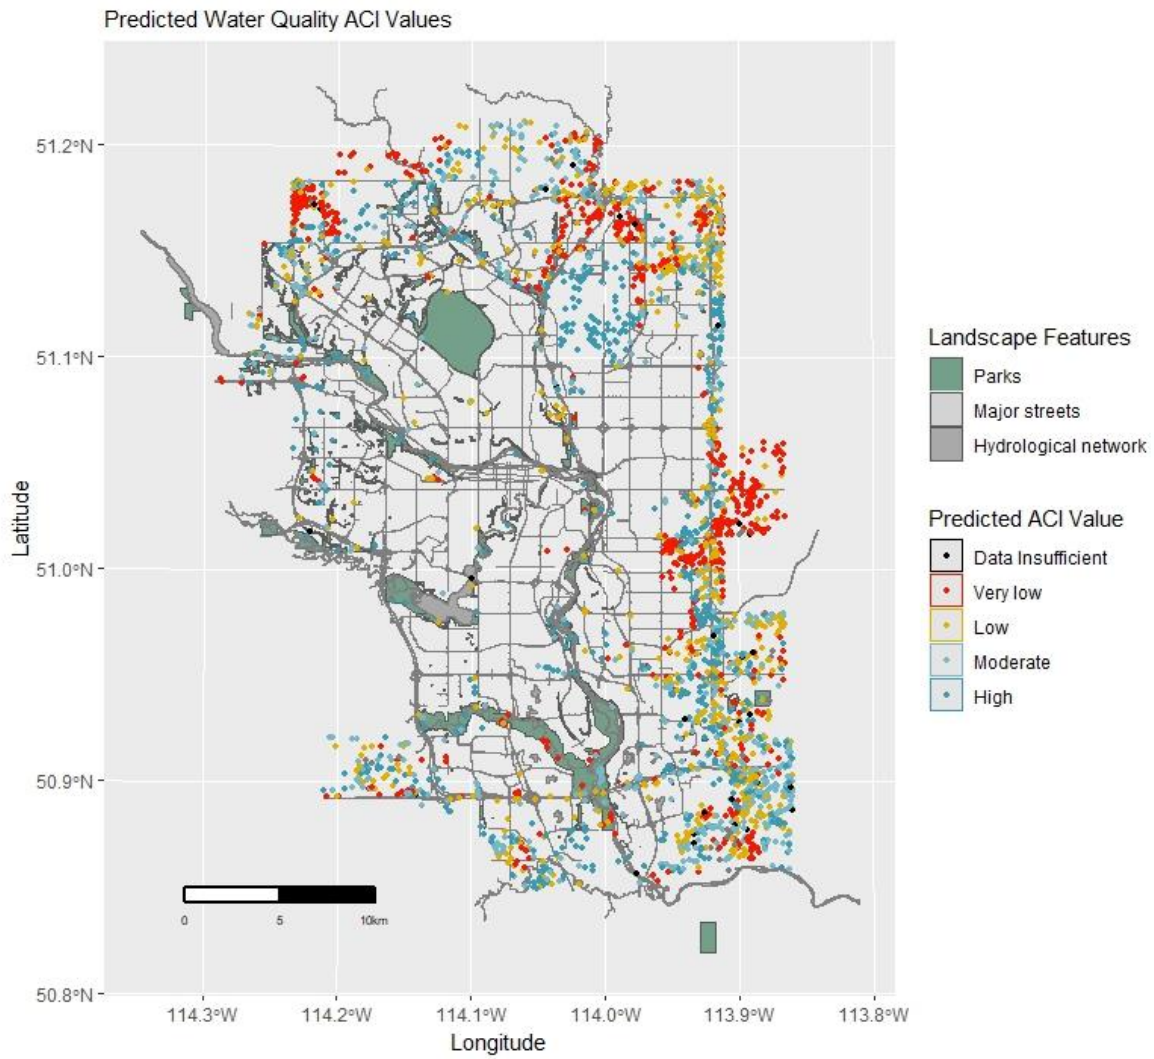 Predicted Water Quality ACI Values
51.2°N
51.1°N
51.0°N
50.9°N
50.8°N
Latitude
0 5 10km
114.3°W 114.2°W 114.1°W 114.0°W 113.9°W 113.8°W
Longitude
Landscape Features
Parks
Major streets
Hydrological network
Predicted ACI Value
Data Insufficient
Very low
Low
Moderate
High